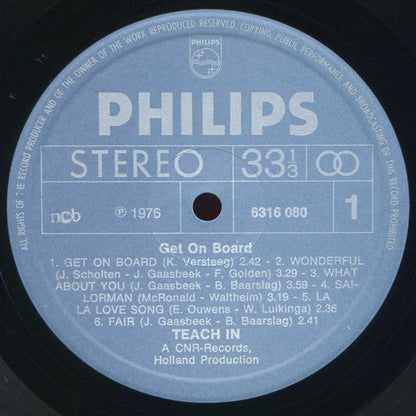 ALL RIGHTS OF THE RECORD PRODUCER AND OF THE OWNER OF THE WORK REPRODUCED RESERVED. COPYING, PUBLIC PERFORMANCE AND BROADCASTING OF THIS RECORD PROHIBITED
PHILIPS
PHILIPS
STEREO 33 1/3
ncb ℗ 1976 6316 080 1
Get On Board
1. GET ON BOARD (K. Versteeg) 2.42 - 2. WONDERFUL
(J. Scholten - J. Gaasbeek - F. Golden) 3.29 - 3. WHAT
ABOUT YOU (J. Gaasbeek - B. Baarslag) 3.59 - 4. SAI-
LORMAN (McRonald - Waltheim) 3.19 - 5. LA
LA LOVE SONG (E. Ouwens - W. Luikinga) 2.36
6. FAIR (J. Gaasbeek - B. Baarslag) 2.41
TEACH IN
A CNR-Records,
Holland Production